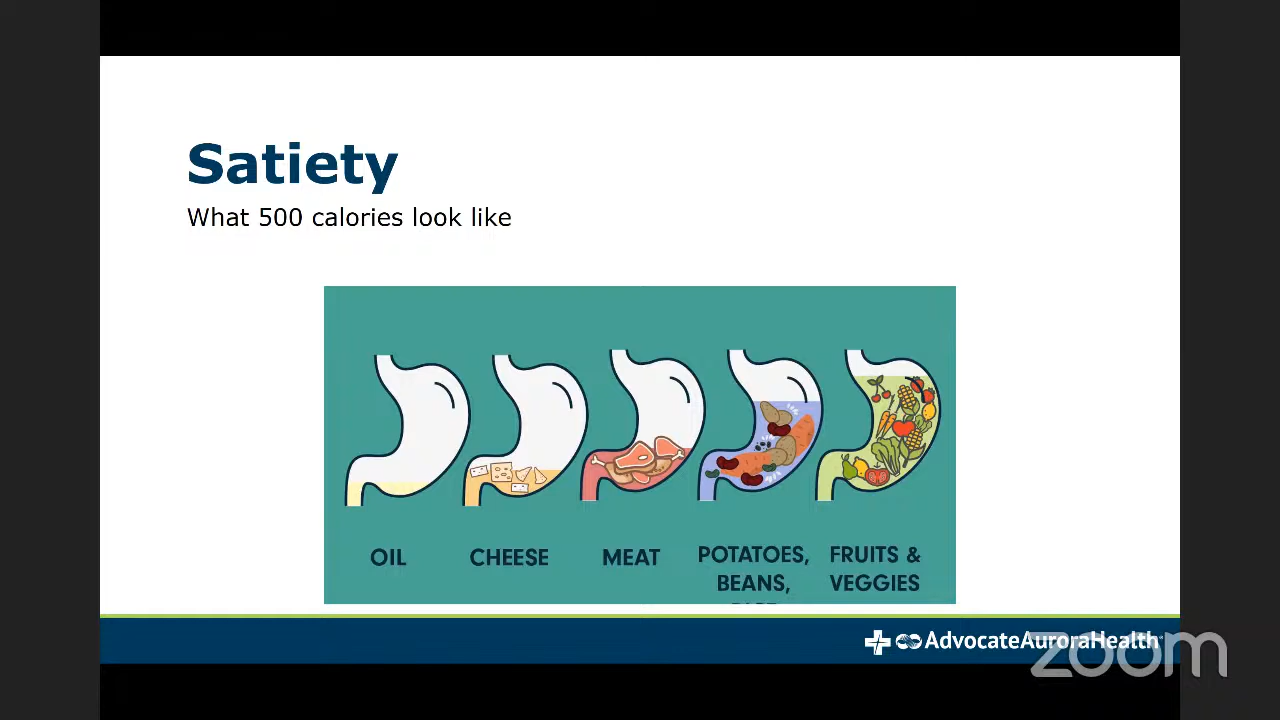 Satiety
What 500 calories look like
OIL
CHEESE
MEAT
POTATOES,
BEANS,
FRUITS &
VEGGIES
AdvocateAuroraHealth
zoom